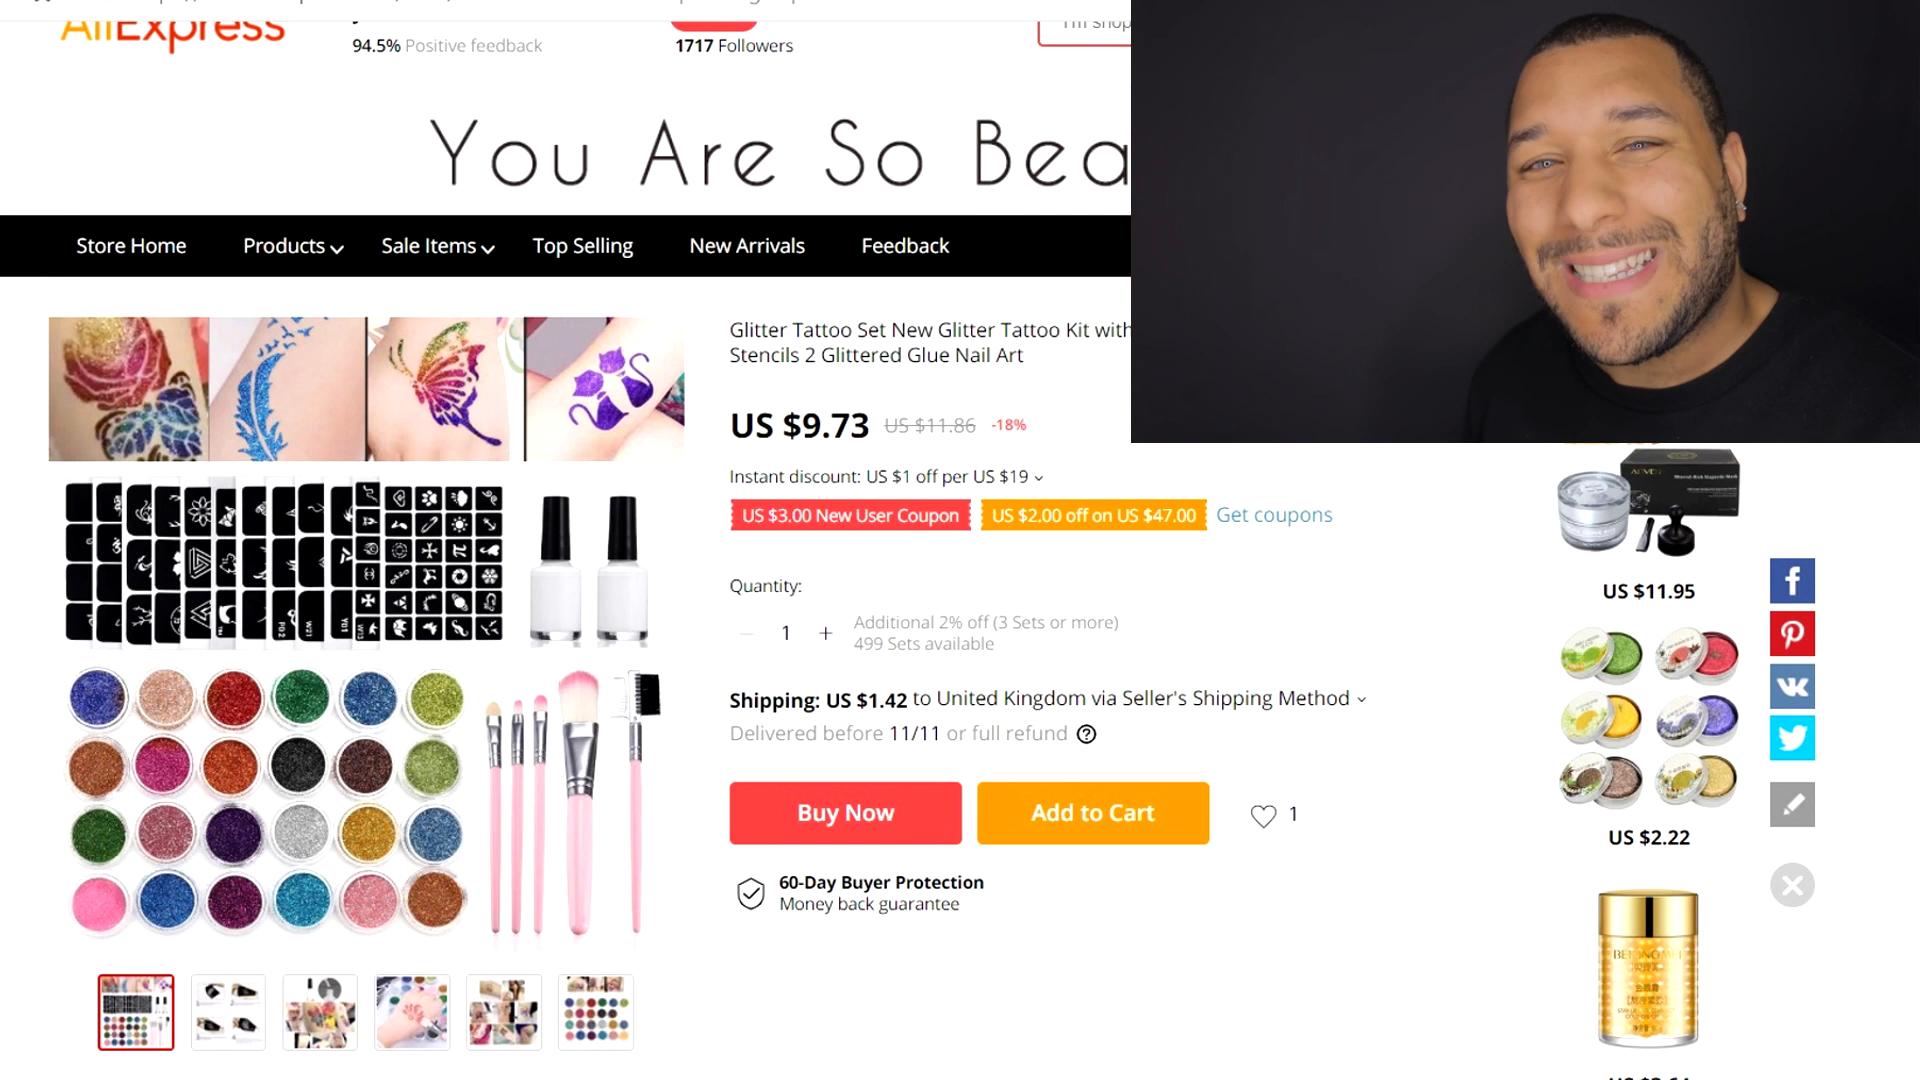 AliExpress
94.5% Positive feedback
1717 Followers
I'm shop
You Are So Bea
Store Home Products Sale Items Top Selling New Arrivals Feedback
Glitter Tattoo Set New Glitter Tattoo Kit with
Stencils 2 Glittered Glue Nail Art
US $9.73 US $11.86 -18%
Instant discount: US $1 off per US $19
US $3.00 New User Coupon US $2.00 off on US $47.00 Get coupons
Quantity:
1 Additional 2% off (3 Sets or more)
499 Sets available
Shipping: US $1.42 to United Kingdom via Seller's Shipping Method
Delivered before 11/11 or full refund
Buy Now Add to Cart 1
60-Day Buyer Protection
Money back guarantee
US $11.95
US $2.22